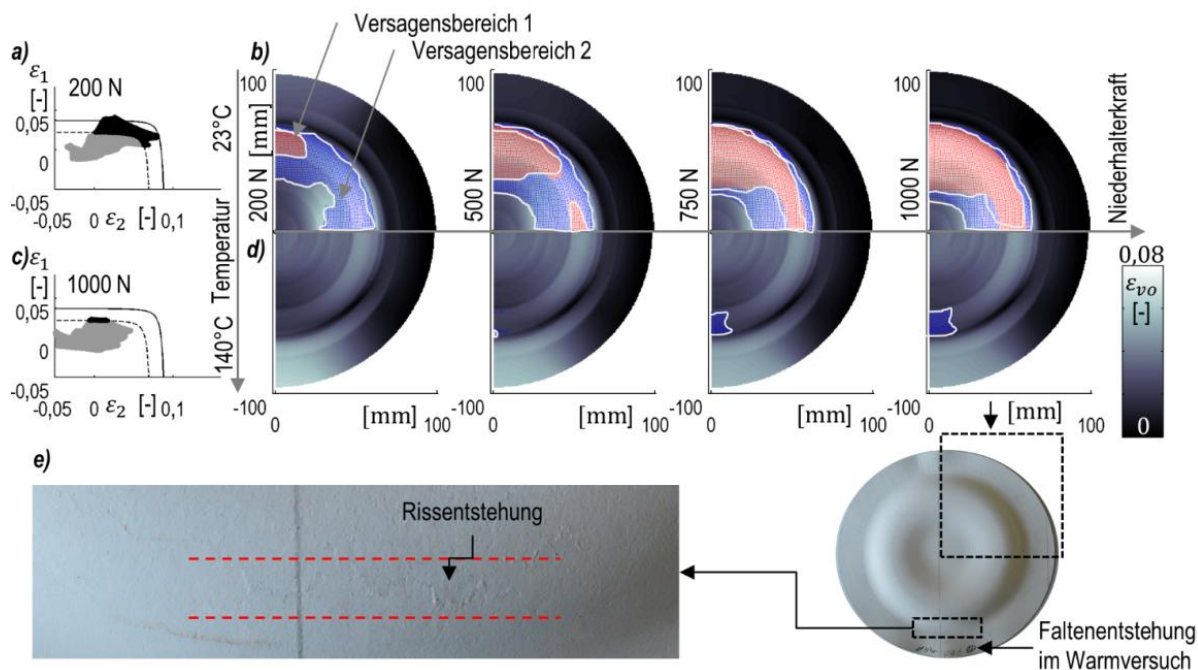 Versagensbereich 1
Versagensbereich 2
a)
ε₁
[-]
200 N
0,05
0
-0,05
-0,05 0 ε₂ [-] 0,1
b)
23°C
Temperatur
140°C
100
200 N [mm]
100
500 N
100
750 N
100
1000 N
Niederhalterkraft
c)
ε₁
[-]
1000 N
0,05
0
-0,05
-0,05 0 ε₂ [-] 0,1
d)
-100
0 [mm] 100
-100
0 [mm] 100
-100
0 [mm] 100
-100
0 [mm] 100
0,08
εᵥₒ
[-]
0
e)
Rissentstehung
Faltenentstehung
im Warmversuch